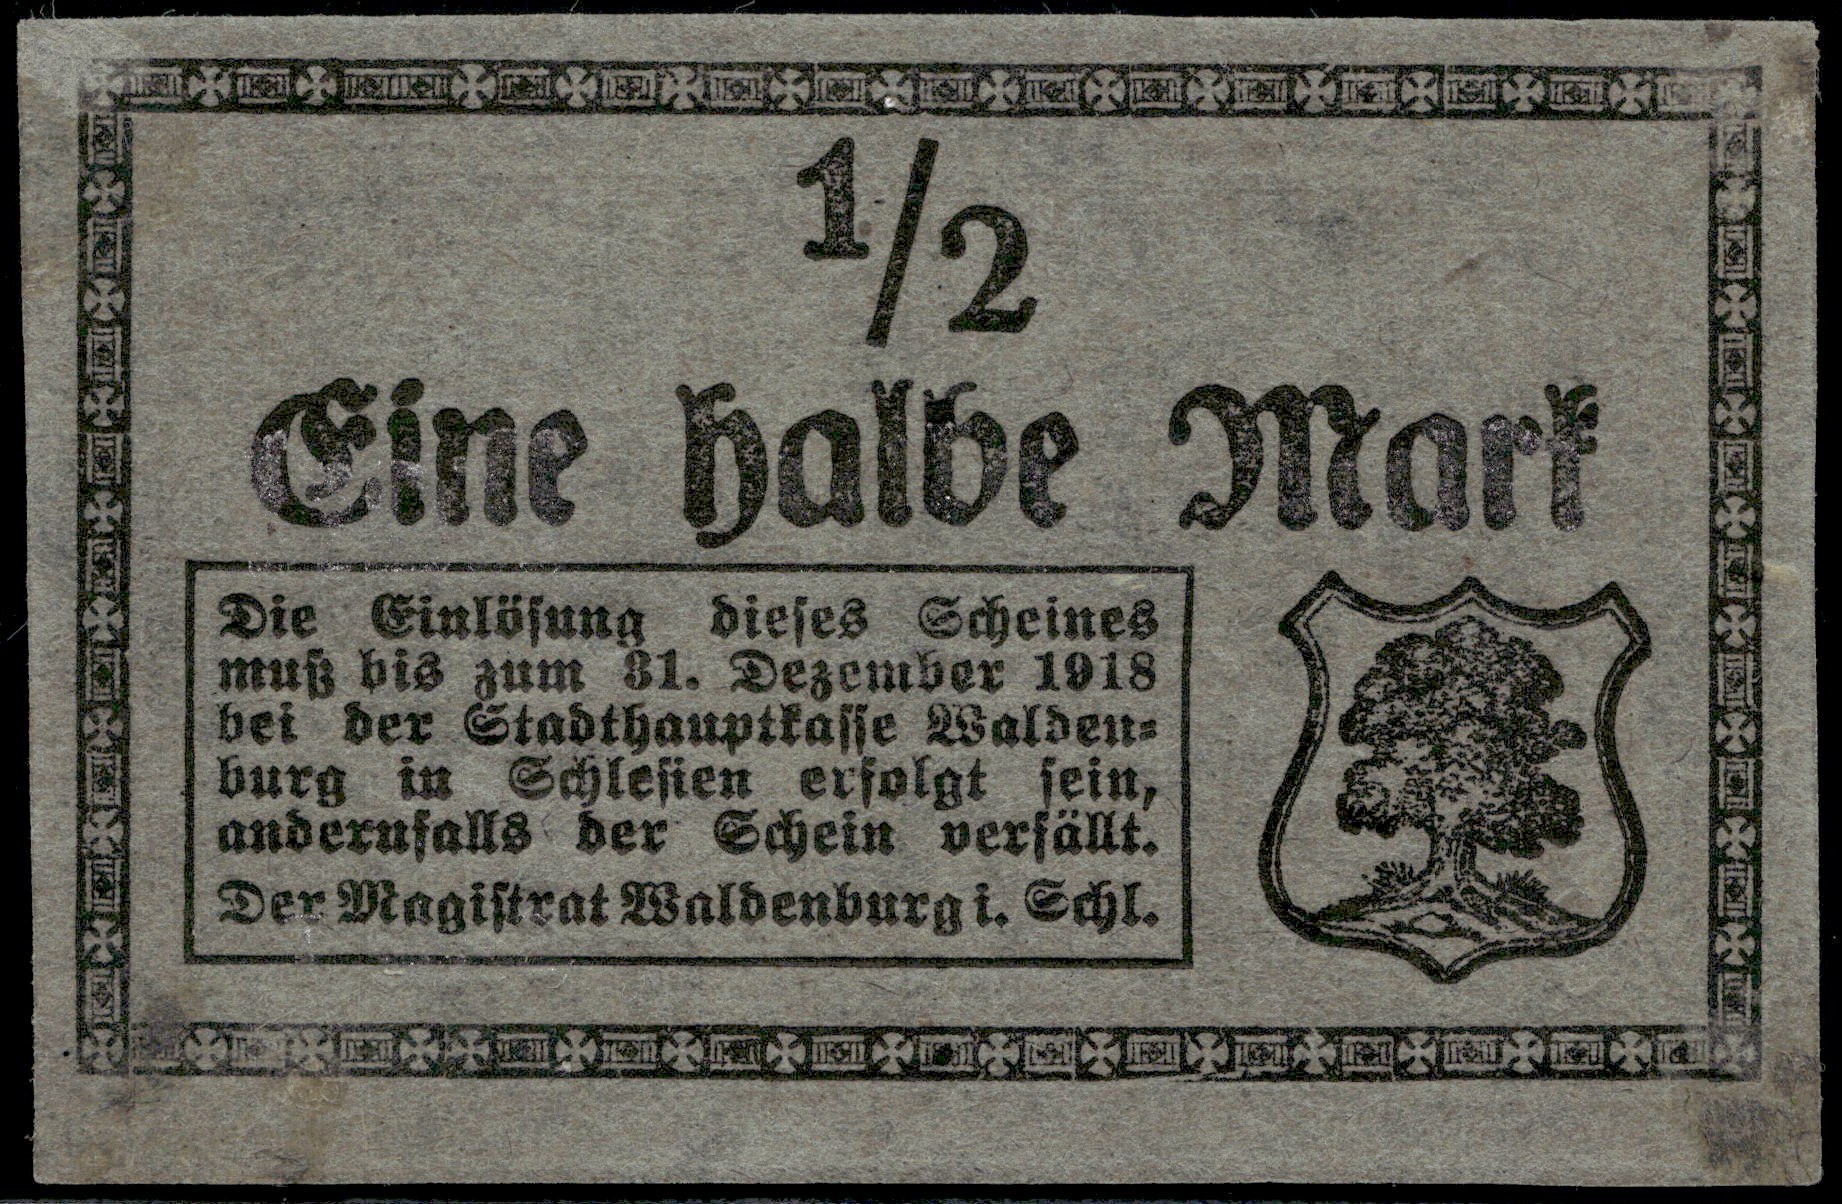 1/2
Eine halbe Mark
Die Einlösung dieses Scheines
muß bis zum 31. Dezember 1918
bei der Stadthauptkasse Walden-
burg in Schlesien erfolgt sein,
andernfalls der Schein verfällt.
Der Magistrat Waldenburg i. Schl.